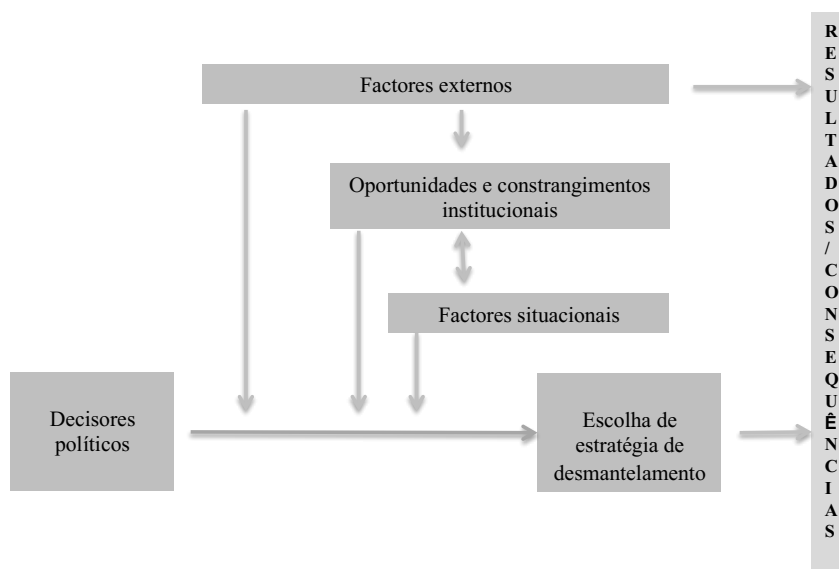 Factores externos
Oportunidades e constrangimentos
institucionais
Factores situacionais
Decisores
políticos
Escolha de
estratégia de
desmantelamento
R
E
S
U
L
T
A
D
O
S
/
C
O
N
S
E
Q
U
Ê
N
C
I
A
S